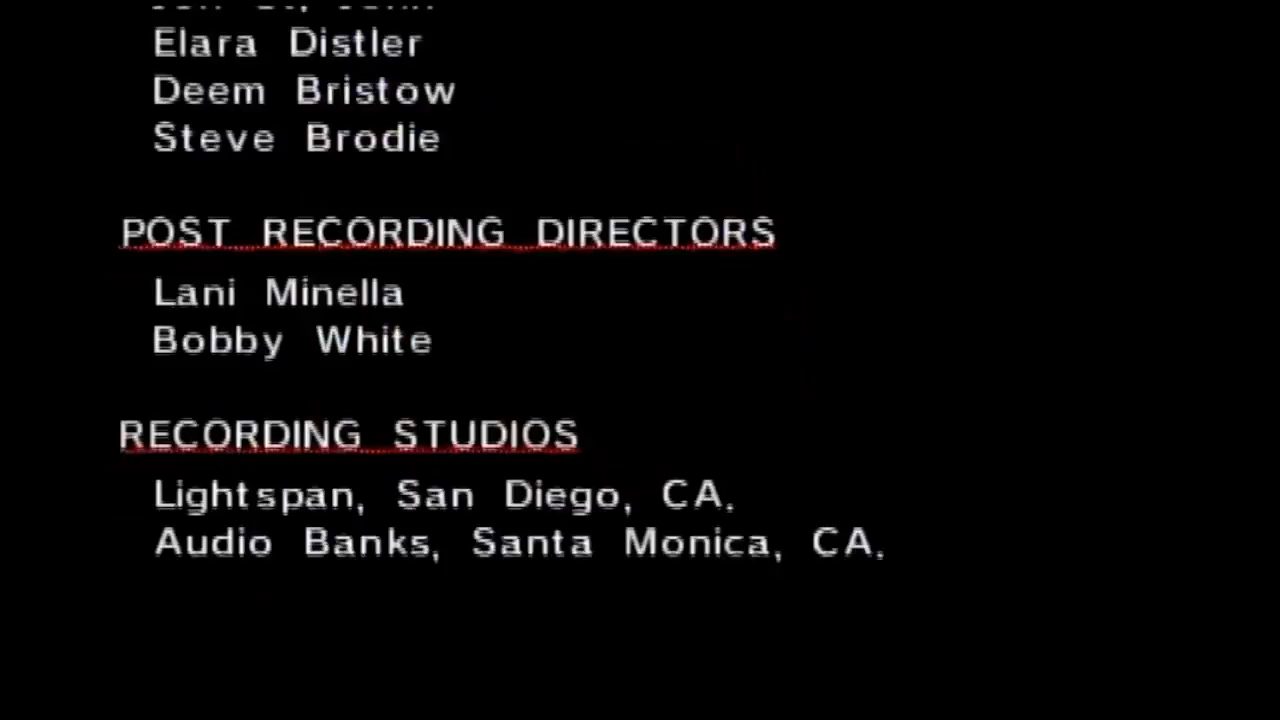 Elara Distler
Deem Bristow
Steve Brodie
POST RECORDING DIRECTORS
Lani Minella
Bobby White
RECORDING STUDIOS
Lightspan, San Diego, CA.
Audio Banks, Santa Monica, CA.